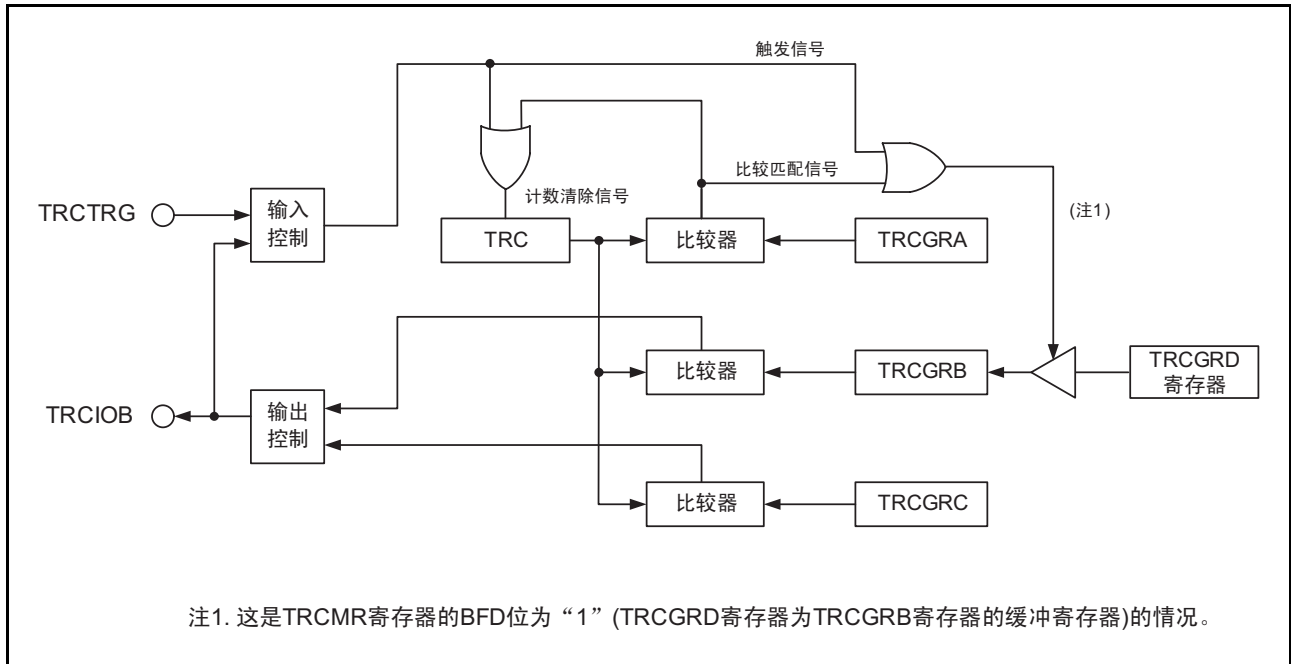 触发信号
比较匹配信号
计数清除信号
(注1)
TRCTRG
输入
控制
TRC
比较器
TRCGRA
比较器
TRCGRB
TRCGRD
寄存器
TRCIOB
输出
控制
比较器
TRCGRC
注1. 这是TRCMR寄存器的BFD位为“1”(TRCGRD寄存器为TRCGRB寄存器的缓冲寄存器)的情况。